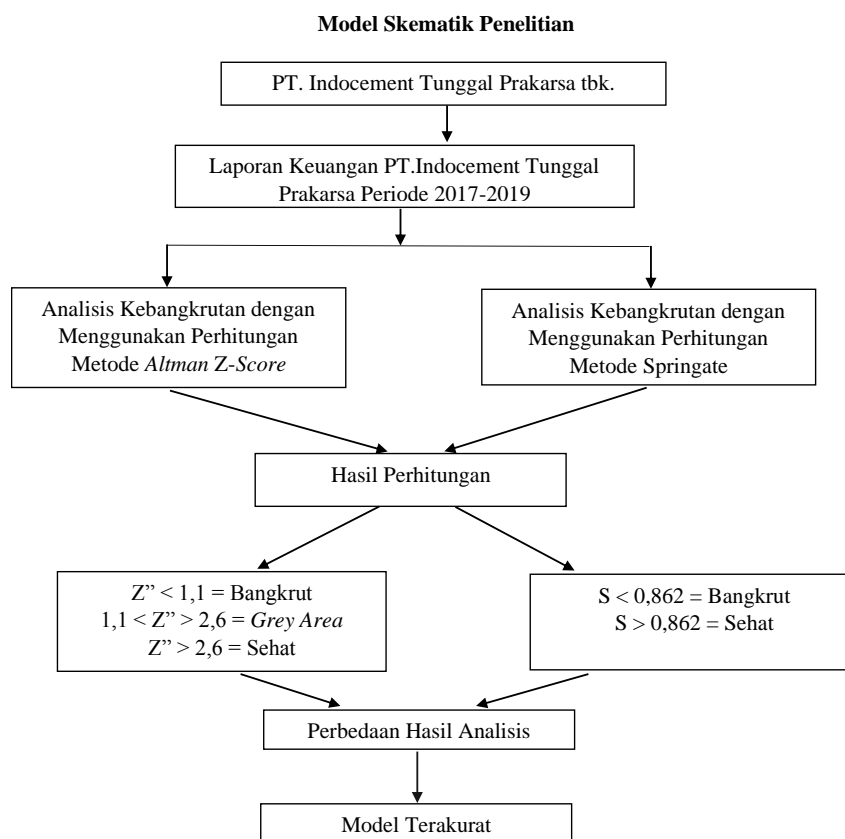 Model Skematik Penelitian
PT. Indocement Tunggal Prakarsa tbk.
Laporan Keuangan PT.Indocement Tunggal
Prakarsa Periode 2017-2019
Analisis Kebangkrutan dengan
Menggunakan Perhitungan
Metode Altman Z-Score
Analisis Kebangkrutan dengan
Menggunakan Perhitungan
Metode Springate
Hasil Perhitungan
Z” < 1,1 = Bangkrut
1,1 < Z” > 2,6 = Grey Area
Z” > 2,6 = Sehat
S < 0,862 = Bangkrut
S > 0,862 = Sehat
Perbedaan Hasil Analisis
Model Terakurat